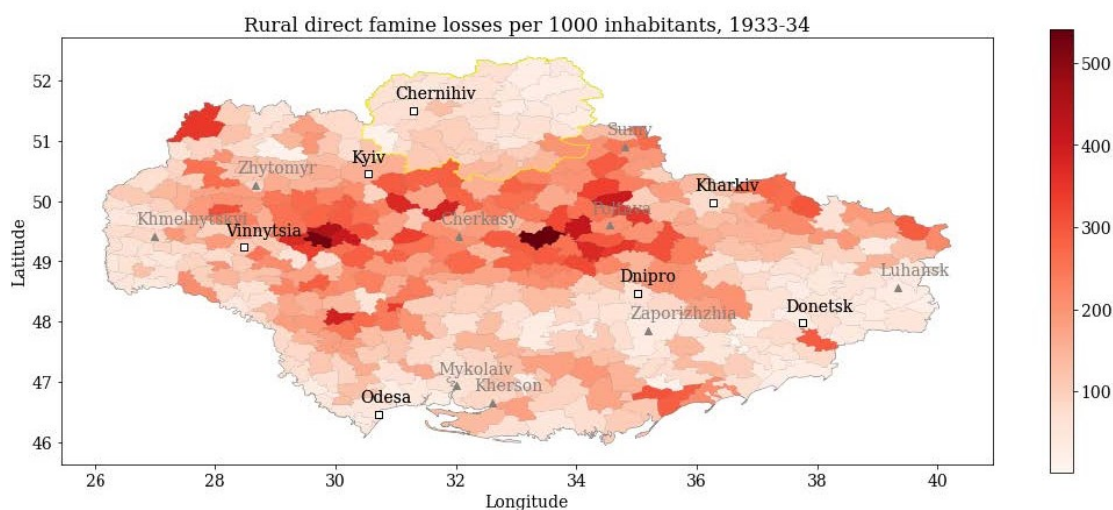 Rural direct famine losses per 1000 inhabitants, 1933-34
52
51
50
49
48
47
46
Latitude
Chernihiv
Sumy
Kyiv
Zhytomyr
Kharkiv
Khmelnytskyi
Cherkasy
Poltava
Vinnytsia
Luhansk
Dnipro
Donetsk
Zaporizhzhia
Mykolaiv
Kherson
Odesa
26 28 30 32 34 36 38 40
Longitude
500
400
300
200
100